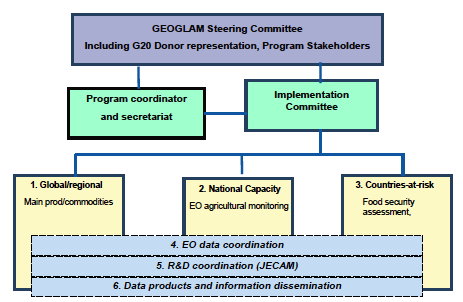 GEOGLAM Steering Committee
Including G20 Donor representation, Program Stakeholders
Program coordinator
and secretariat
Implementation
Committee
1. Global/regional
Main prod/commodities
2. National Capacity
EO agricultural monitoring
3. Countries-at-risk
Food security
assessment,
4. EO data coordination
5. R&D coordination (JECAM)
6. Data products and information dissemination